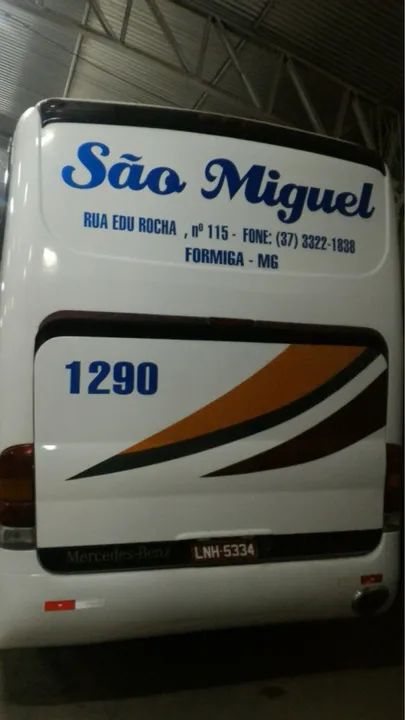 São Miguel
RUA EDU ROCHA , nº 115 - FONE: (37) 3322-1838
FORMIGA - MG
1290
Mercedes-Benz
LNH-5334